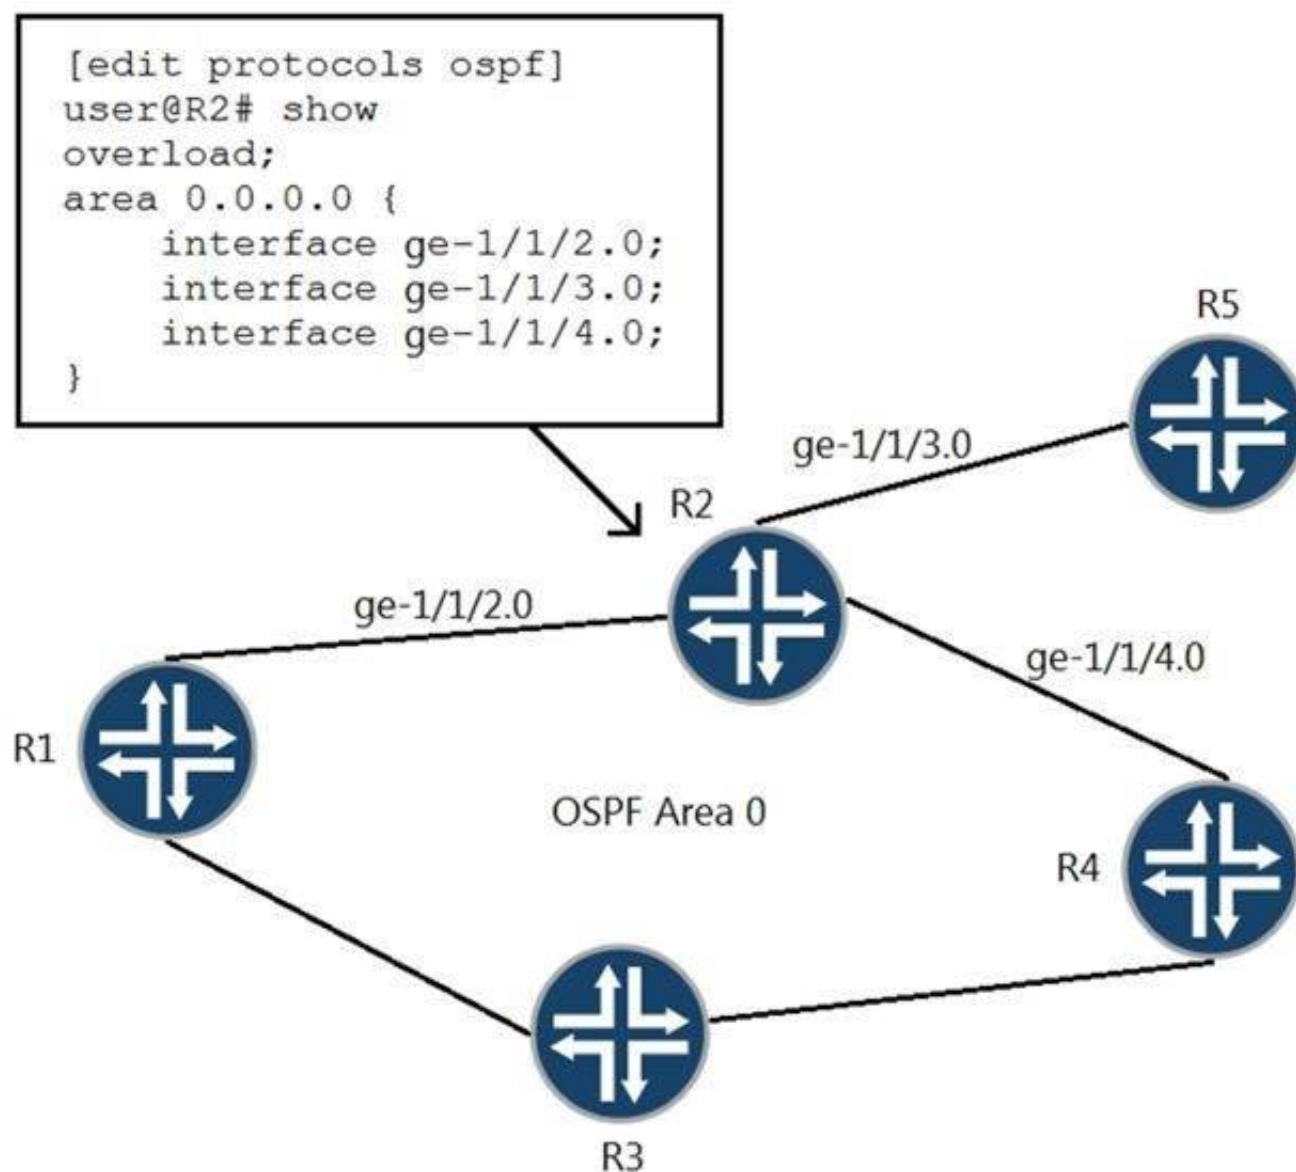 [edit protocols ospf]
user@R2# show
overload;
area 0.0.0.0 {
     interface ge-1/1/2.0;
     interface ge-1/1/3.0;
     interface ge-1/1/4.0;
}
R5
ge-1/1/3.0
R2
ge-1/1/2.0
ge-1/1/4.0
R1
OSPF Area 0
R4
R3